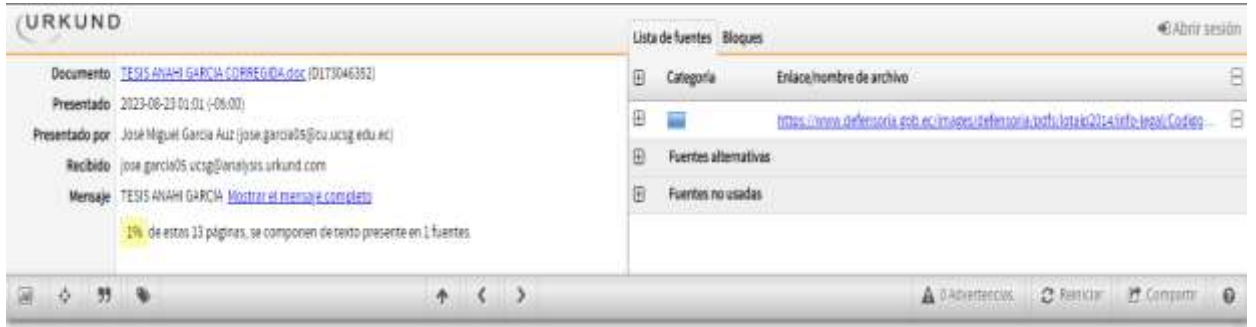 URKUND
Documento TESIS ANAHI GARCIA CORREGIDA.doc (D173046352)
Presentado 2023-08-23 01:01 (-06:00)
Presentado por José Miguel García Auz (jose.garcia05@cu.ucsg.edu.ec)
Recibido jose.garcia05.ucsg@analysis.urkund.com
Mensaje TESIS ANAHI GARCIA Mostrar el mensaje completo
1% de estas 13 páginas, se componen de texto presente en 1 fuentes.
Lista de fuentes Bloques
Abrir sesión
Categoría Enlace/nombre de archivo
https://www.defensoria.gob.ec/images/defensoria/pdfs/lotaip2014/info-legal/Codigo...
Fuentes alternativas
Fuentes no usadas
0 Advertencias. Reiniciar Compartir